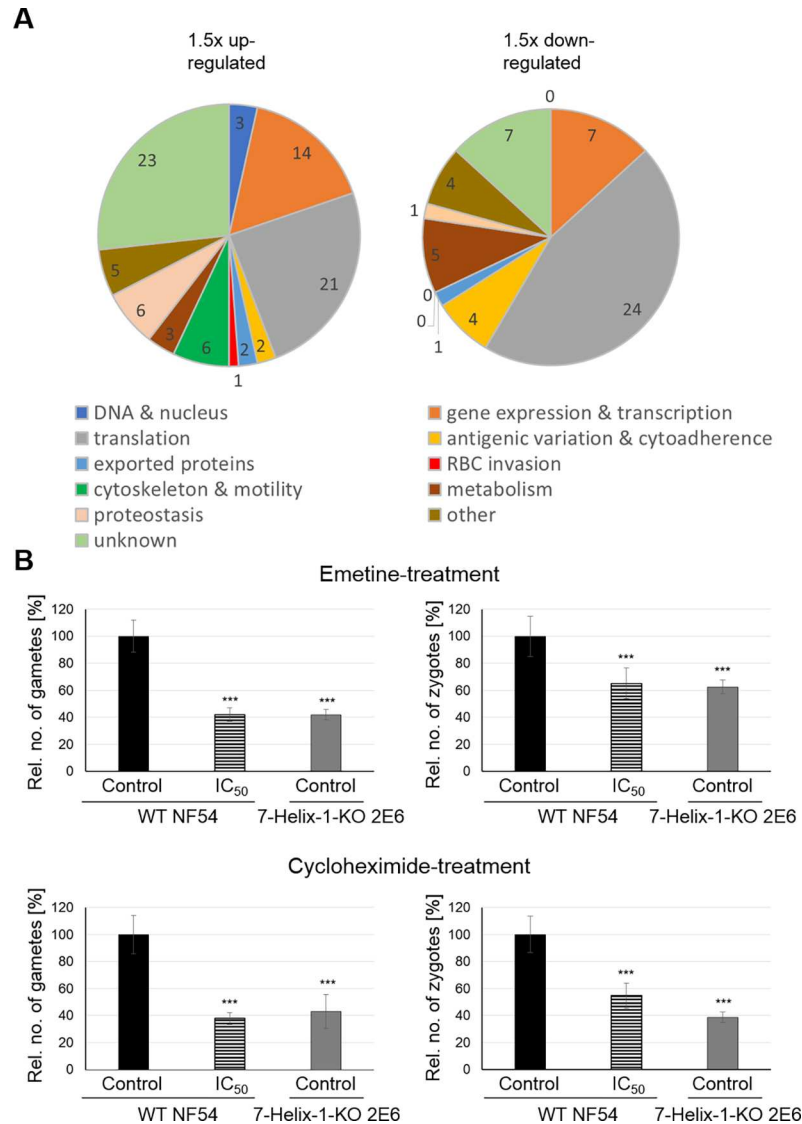 A
1.5x up-
regulated
1.5x down-
regulated
3
14
21
2
2
1
6
3
6
5
23
0
7
24
4
1
0
0
5
1
4
7
DNA & nucleus
gene expression & transcription
translation
antigenic variation & cytoadherence
exported proteins
RBC invasion
cytoskeleton & motility
metabolism
proteostasis
other
unknown
B
Emetine-treatment
Rel. no. of gametes [%]
120
100
80
60
40
20
0
***
***
Control
IC50
Control
WT NF54
7-Helix-1-KO 2E6
Rel. no. of zygotes [%]
120
100
80
60
40
20
0
***
***
Control
IC50
Control
WT NF54
7-Helix-1-KO 2E6
Cycloheximide-treatment
Rel. no. of gametes [%]
120
100
80
60
40
20
0
***
***
Control
IC50
Control
WT NF54
7-Helix-1-KO 2E6
Rel. no. of zygotes [%]
120
100
80
60
40
20
0
***
***
Control
IC50
Control
WT NF54
7-Helix-1-KO 2E6